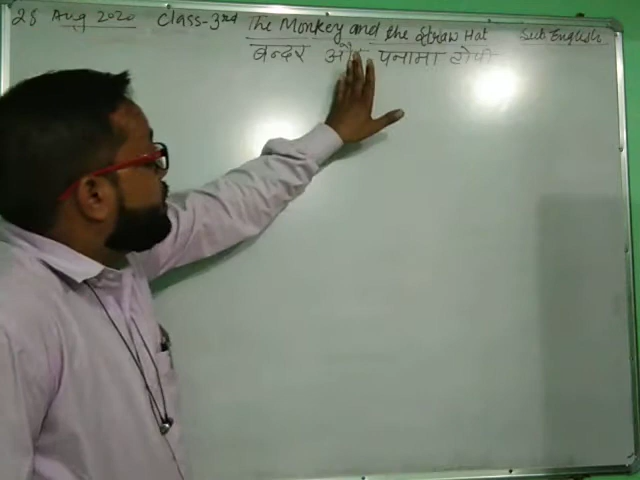 28 Aug 2020 Class-3rd The Monkey and the Straw Hat Sub English
बन्दर और पनामा टोपी